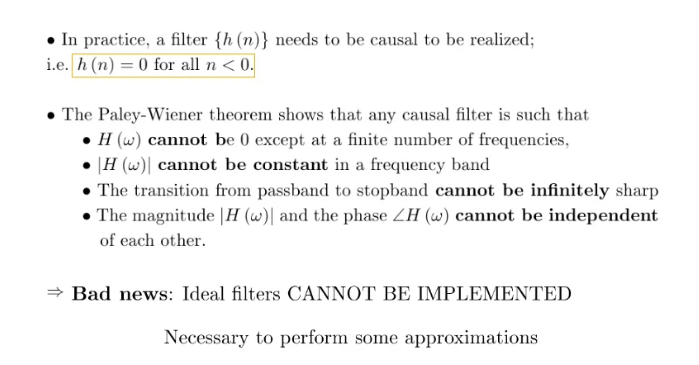 • In practice, a filter {h (n)} needs to be causal to be realized;
i.e. h (n) = 0 for all n < 0.
• The Paley-Wiener theorem shows that any causal filter is such that
• H (ω) cannot be 0 except at a finite number of frequencies,
• |H (ω)| cannot be constant in a frequency band
• The transition from passband to stopband cannot be infinitely sharp
• The magnitude |H (ω)| and the phase ∠H (ω) cannot be independent
of each other.
⇒ Bad news: Ideal filters CANNOT BE IMPLEMENTED
Necessary to perform some approximations